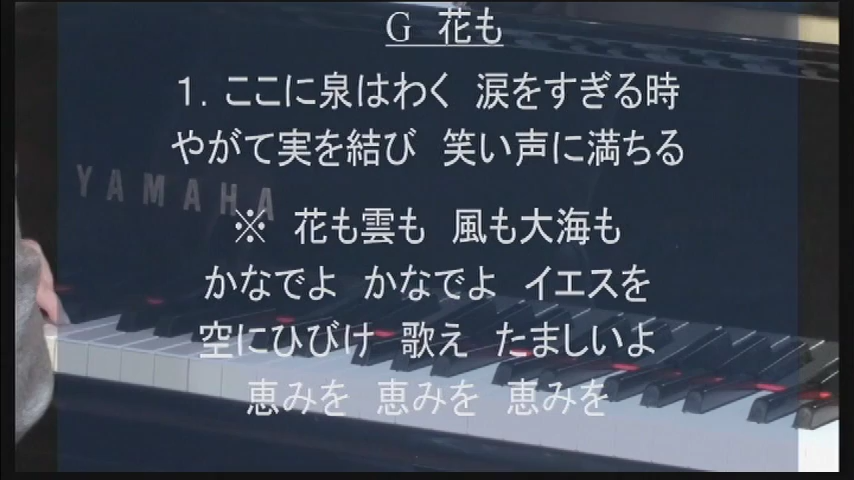 G 花も
１．ここに泉はわく 涙をすぎる時
やがて実を結び 笑い声に満ちる
YAMAHA
※ 花も雲も 風も大海も
かなでよ かなでよ イエスを
空にひびけ 歌え たましいよ
恵みを 恵みを 恵みを